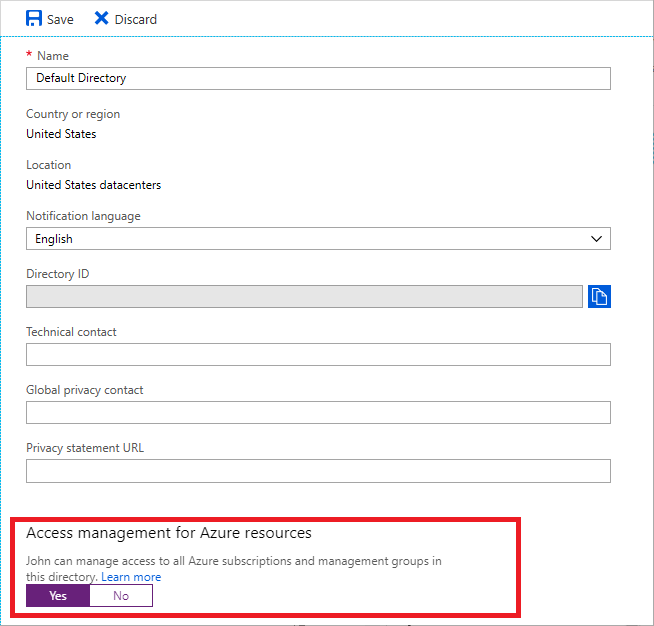 Save Discard
* Name
Default Directory
Country or region
United States
Location
United States datacenters
Notification language
English
Directory ID
Technical contact
Global privacy contact
Privacy statement URL
Access management for Azure resources
John can manage access to all Azure subscriptions and management groups in
this directory. Learn more
Yes No